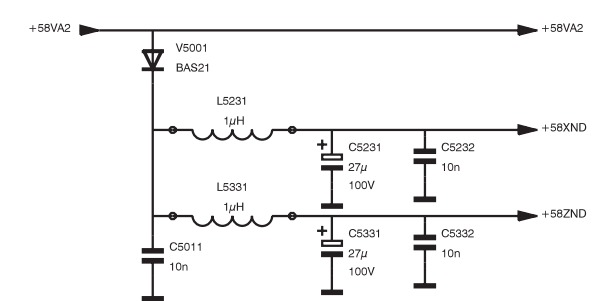 +58VA2
+58VA2
V5001
BAS21
L5231
1µH
+58XND
+
C5231
27µ
100V
C5232
10n
L5331
1µH
+58ZND
+
C5331
27µ
100V
C5332
10n
C5011
10n